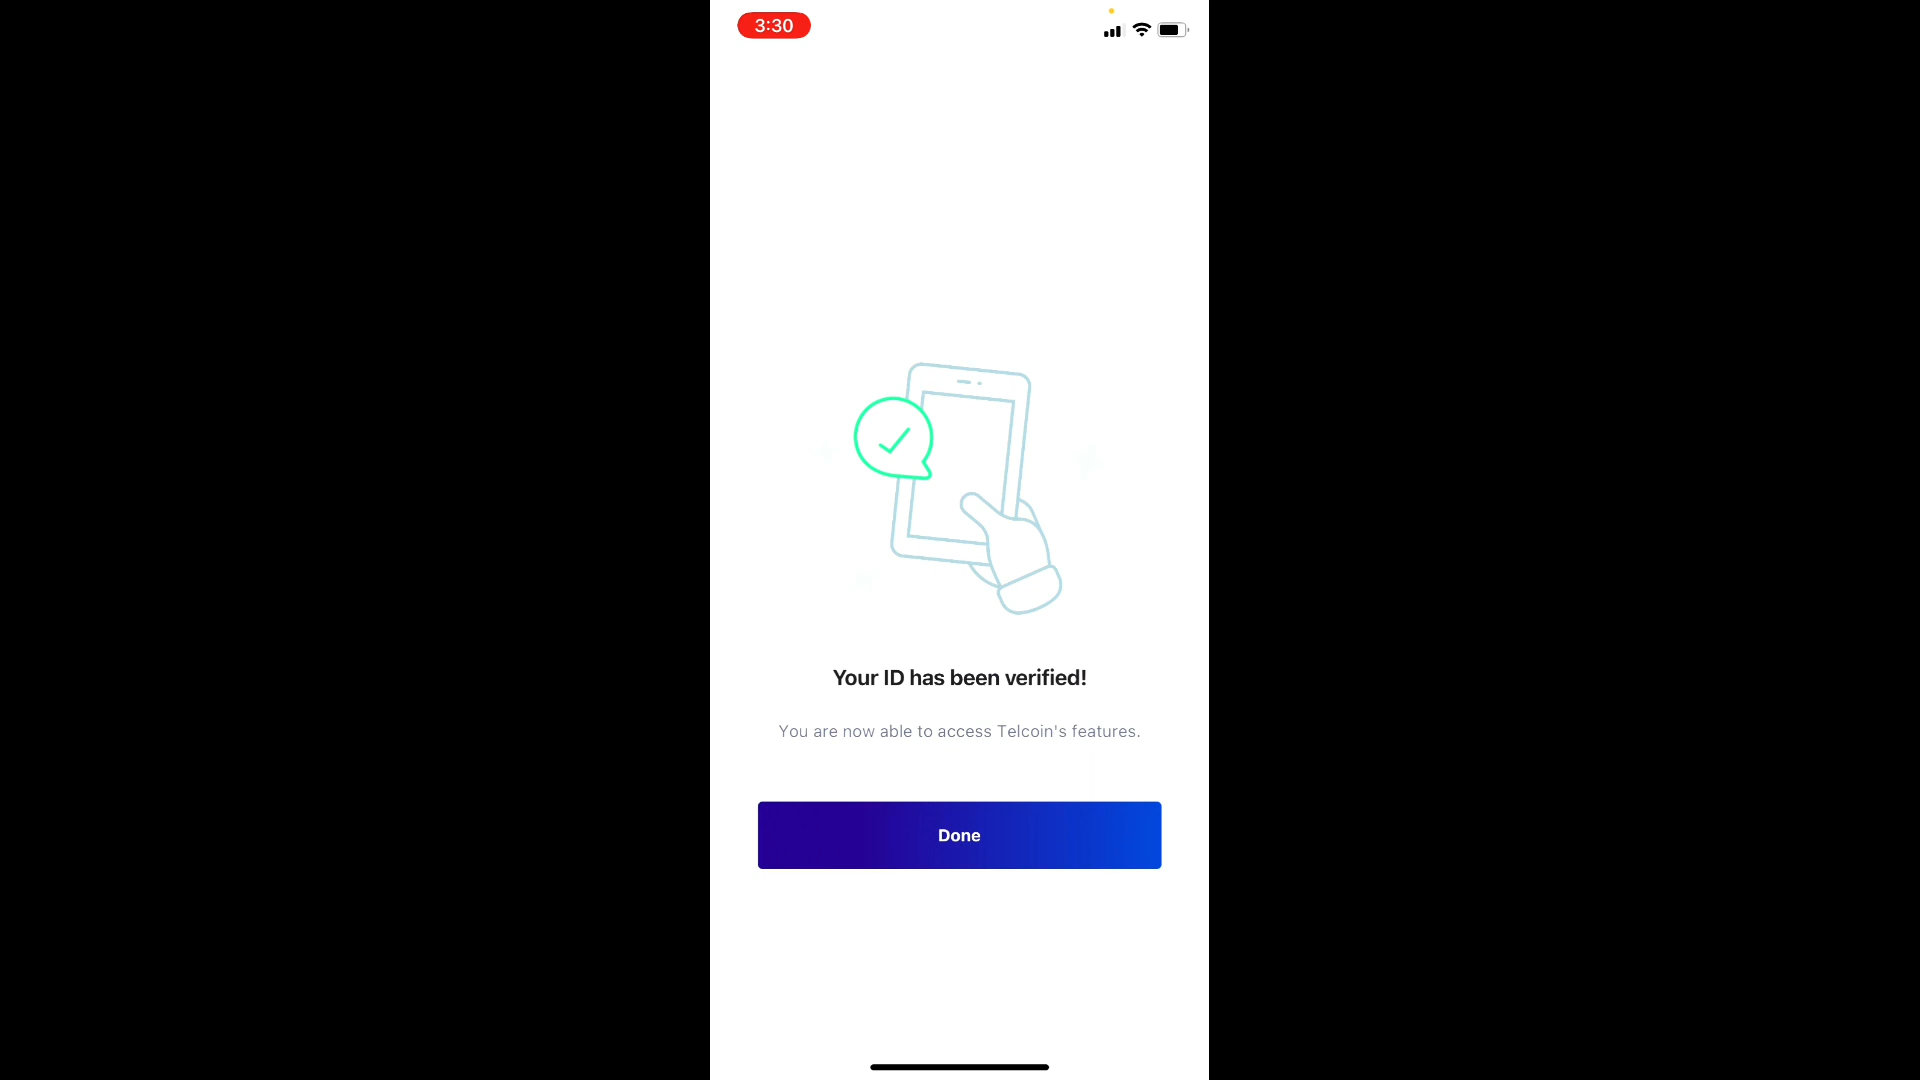 3:30
Your ID has been verified!
You are now able to access Telcoin's features.
Done